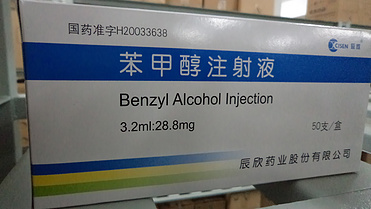 国药准字H20033638
CISEN 辰欣
苯甲醇注射液
Benzyl Alcohol Injection
3.2ml:28.8mg
50支/盒
辰欣药业股份有限公司